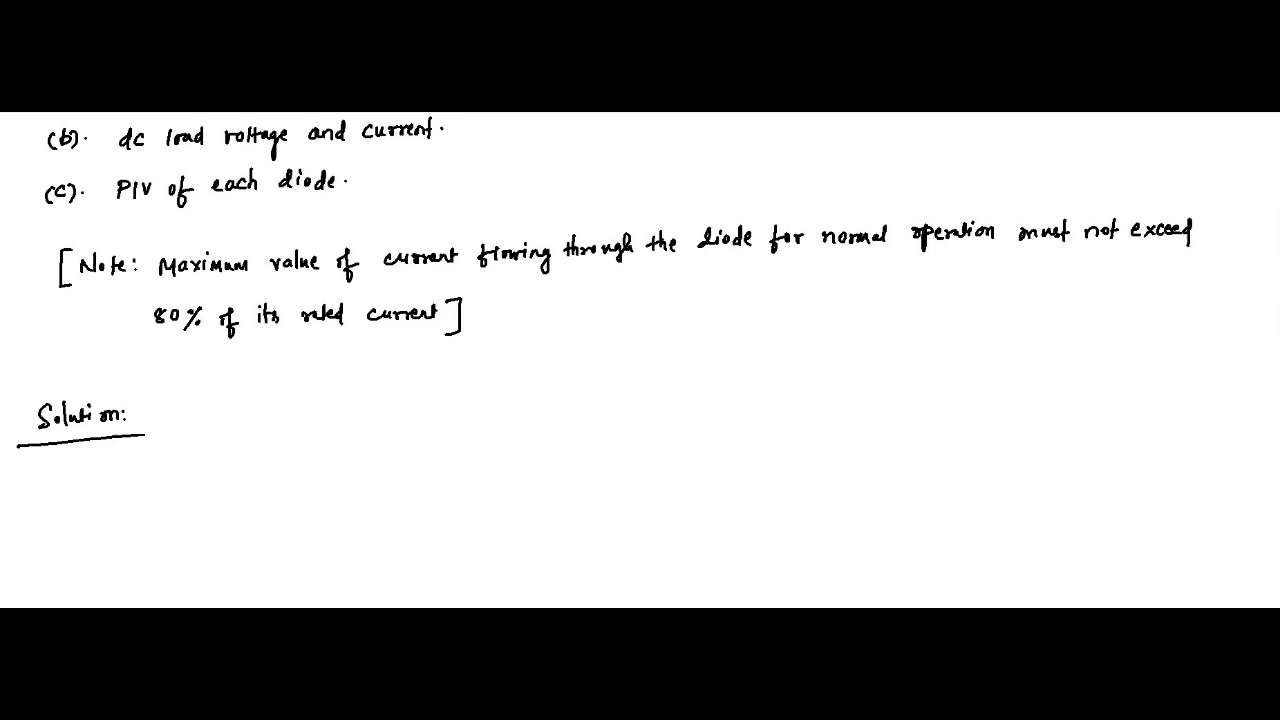 (b). dc load voltage and current.
(c). PIV of each diode.
[Note: Maximum value of current flowing through the diode for normal operation must not exceed
80% of its rated current]
Solution: